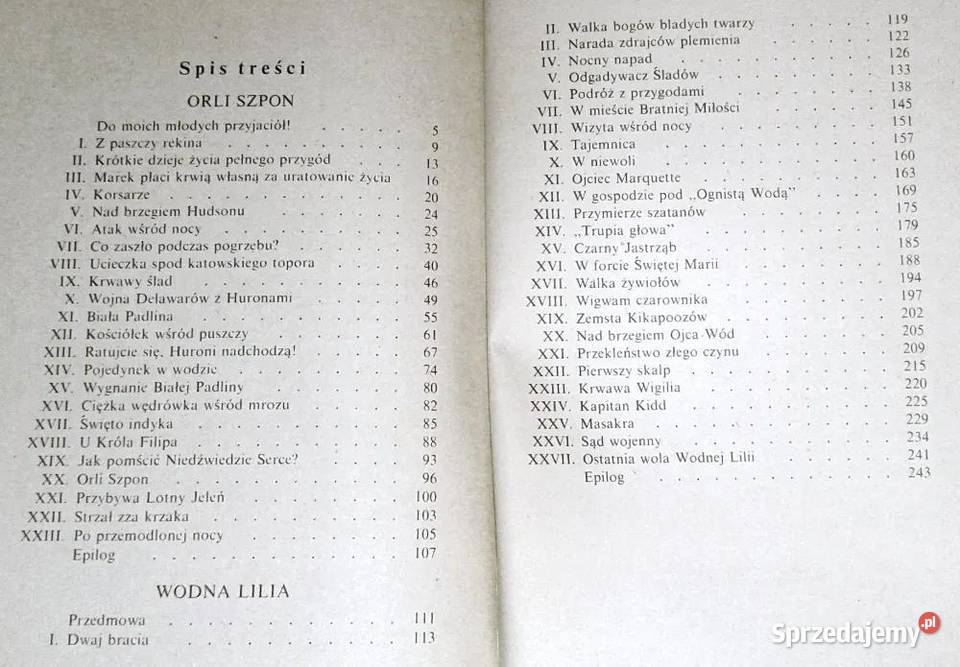 Spis treści
ORLI SZPON
Do moich młodych przyjaciół! . . . . . 5
I. Z paszczy rekina . . . . . . . . . 9
II. Krótkie dzieje życia pełnego przygód . . . 13
III. Marek płaci krwią własną za uratowanie życia 16
IV. Korsarze . . . . . . . . . . . 20
V. Nad brzegiem Hudsonu . . . . . . 24
VI. Atak wśród nocy . . . . . . . . 25
VII. Co zaszło podczas pogrzebu? . . . . . 32
VIII. Ucieczka spod katowskiego topora . . . . 40
IX. Krwawy ślad . . . . . . . . . 46
X. Wojna Delawarów z Huronami . . . . 49
XI. Biała Padlina . . . . . . . . . 55
XII. Kościółek wśród puszczy . . . . . . 61
XIII. Ratujcie się, Huroni nadchodzą! . . . . . 67
XIV. Pojedynek w wodzie . . . . . . . 74
XV. Wygnanie Białej Padliny . . . . . . 80
XVI. Ciężka wędrówka wśród mrozu . . . . 82
XVII. Święto indyka . . . . . . . . . 85
XVIII. U Króla Filipa . . . . . . . . . 88
XIX. Jak pomścić Niedźwiedzie Serce? . . . . 93
XX. Orli Szpon . . . . . . . . . . 96
XXI. Przybywa Lotny Jeleń . . . . . . . 100
XXII. Strzał zza krzaka . . . . . . . . 103
XXIII. Po przemodlonej nocy . . . . . . . 105
Epilog . . . . . . . . . . . 107
WODNA LILIA
Przedmowa . . . . . . . . . . 111
I. Dwaj bracia . . . . . . . . . . 113
II. Walka bogów bladych twarzy . . . . . 119
III. Narada zdrajców plemienia . . . . . 122
IV. Nocny napad . . . . . . . . . 126
V. Odgadywacz Śladów . . . . . . . 133
VI. Podróż z przygodami . . . . . . . 138
VII. W mieście Bratniej Miłości . . . . . . 145
VIII. Wizyta wśród nocy . . . . . . . 151
IX. Tajemnica . . . . . . . . . . 157
X. W niewoli . . . . . . . . . . 160
XI. Ojciec Marquette . . . . . . . . 163
XII. W gospodzie pod „Ognistą Wodą” . . . . 169
XIII. Przymierze szatanów . . . . . . . 175
XIV. „Trupia głowa” . . . . . . . . . 179
XV. Czarny Jastrząb . . . . . . . . 185
XVI. W forcie Świętej Marii . . . . . . . 188
XVII. Walka żywiołów . . . . . . . . 194
XVIII. Wigwam czarownika . . . . . . . 197
XIX. Zemsta Kikapoozów . . . . . . . 202
XX. Nad brzegiem Ojca-Wód . . . . . . 205
XXI. Przekleństwo złego czynu . . . . . . 209
XXII. Pierwszy skalp . . . . . . . . . 215
XXIII. Krwawa Wigilia . . . . . . . . 220
XXIV. Kapitan Kidd . . . . . . . . . 225
XXV. Masakra . . . . . . . . . . 229
XXVI. Sąd wojenny . . . . . . . . . 234
XXVII. Ostatnia wola Wodnej Lilii . . . . . 241
Epilog . . . . . . . . . . . 243
Sprzedajemy.pl